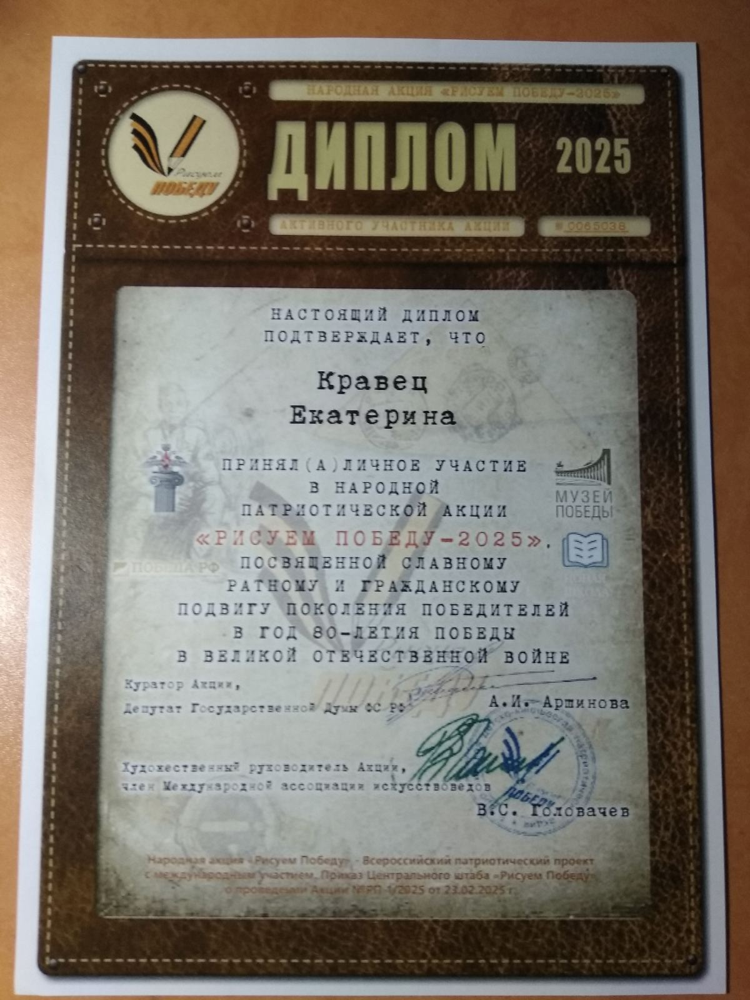 НАРОДНАЯ АКЦИЯ «РИСУЕМ ПОБЕДУ-2025»
ДИПЛОМ 2025
Рисуем
ПОБЕДУ
АКТИВНОГО УЧАСТНИКА АКЦИИ
№ 0065038
НАСТОЯЩИЙ ДИПЛОМ
ПОДТВЕРЖДАЕТ, ЧТО
Кравец
Екатерина
ПРИНЯЛ(А)ЛИЧНОЕ УЧАСТИЕ
В НАРОДНОЙ
ПАТРИОТИЧЕСКОЙ АКЦИИ
«РИСУЕМ ПОБЕДУ-2025»,
ПОСВЯЩЕННОЙ СЛАВНОМУ
РАТНОМУ И ГРАЖДАНСКОМУ
ПОДВИГУ ПОКОЛЕНИЯ ПОБЕДИТЕЛЕЙ
В ГОД 80-ЛЕТИЯ ПОБЕДЫ
В ВЕЛИКОЙ ОТЕЧЕСТВЕННОЙ ВОЙНЕ
МУЗЕЙ
ПОБЕДЫ
ПОБЕДА РФ
НОВАЯ
Куратор Акции,
Депутат Государственной Думы ФС РФ
А.И. Аршинова
Художественный руководитель Акции,
член Международной ассоциации искусствоведов
ПОБЕДУ
В.С. Головачев
Народная акция «Рисуем Победу» - Всероссийский патриотический проект
с международным участием. Приказ Центрального штаба «Рисуем Победу»
о проведении Акции №РП-1/2025 от 23.02.2025 г.